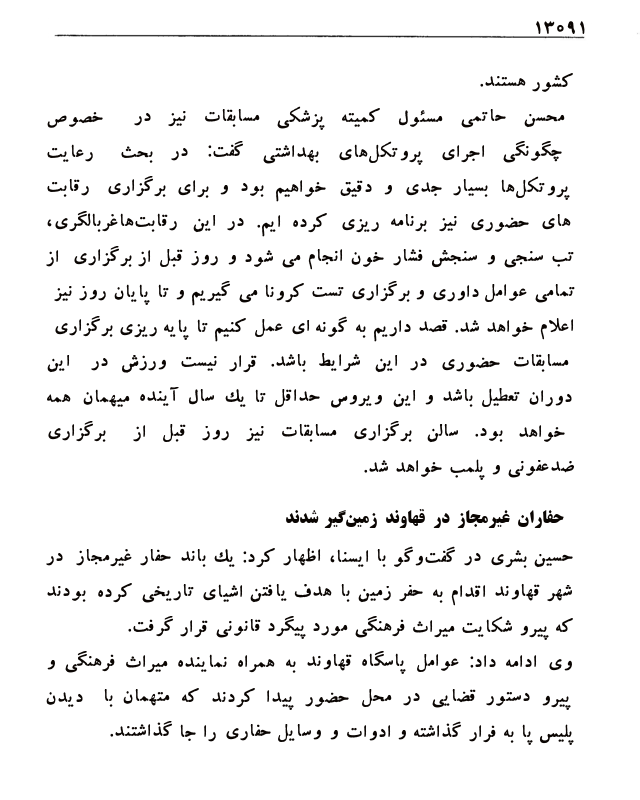 ۱۳۰۹۱
کشور هستند.
محسن حاتمی مسئول کمیته پزشکی مسابقات نیز در خصوص
چگونگی اجرای پروتکل‌های بهداشتی گفت: در بحث رعایت
پروتکل‌ها بسیار جدی و دقیق خواهیم بود و برای برگزاری رقابت
های حضوری نیز برنامه ریزی کرده ایم. در این رقابت‌هاغربالگری،
تب سنجی و سنجش فشار خون انجام می شود و روز قبل از برگزاری از
تمامی عوامل داوری و برگزاری تست کرونا می گیریم و تا پایان روز نیز
اعلام خواهد شد. قصد داریم به گونه ای عمل کنیم تا پایه ریزی برگزاری
مسابقات حضوری در این شرایط باشد. قرار نیست ورزش در این
دوران تعطیل باشد و این ویروس حداقل تا یك سال آینده میهمان همه
خواهد بود. سالن برگزاری مسابقات نیز روز قبل از برگزاری
ضدعفونی و پلمب خواهد شد.
حفاران غیرمجاز در قهاوند زمین‌گیر شدند
حسین بشری در گفت‌وگو با ایسنا، اظهار کرد: یك باند حفار غیرمجاز در
شهر قهاوند اقدام به حفر زمین با هدف یافتن اشیای تاریخی کرده بودند
که پیرو شکایت میراث فرهنگی مورد پیگرد قانونی قرار گرفت.
وی ادامه داد: عوامل پاسگاه قهاوند به همراه نماینده میراث فرهنگی و
پیرو دستور قضایی در محل حضور پیدا کردند که متهمان با دیدن
پلیس پا به فرار گذاشته و ادوات و وسایل حفاری را جا گذاشتند.